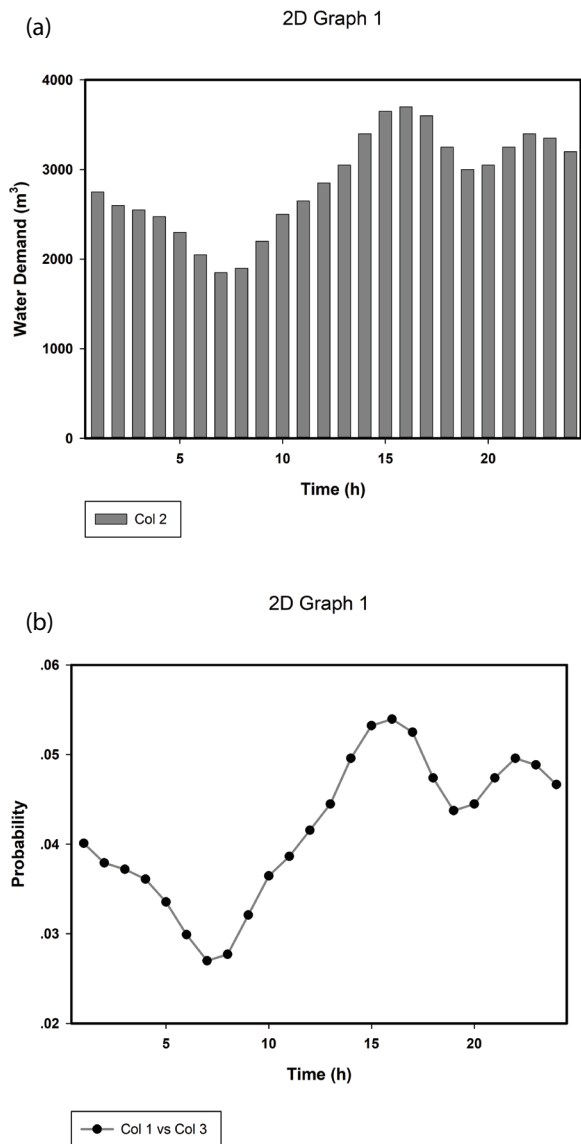 (a)
2D Graph 1
4000
3000
2000
1000
0
Water Demand (m³)
5 10 15 20
Time (h)
Col 2
(b)
2D Graph 1
.06
.05
.04
.03
.02
Probability
5 10 15 20
Time (h)
Col 1 vs Col 3